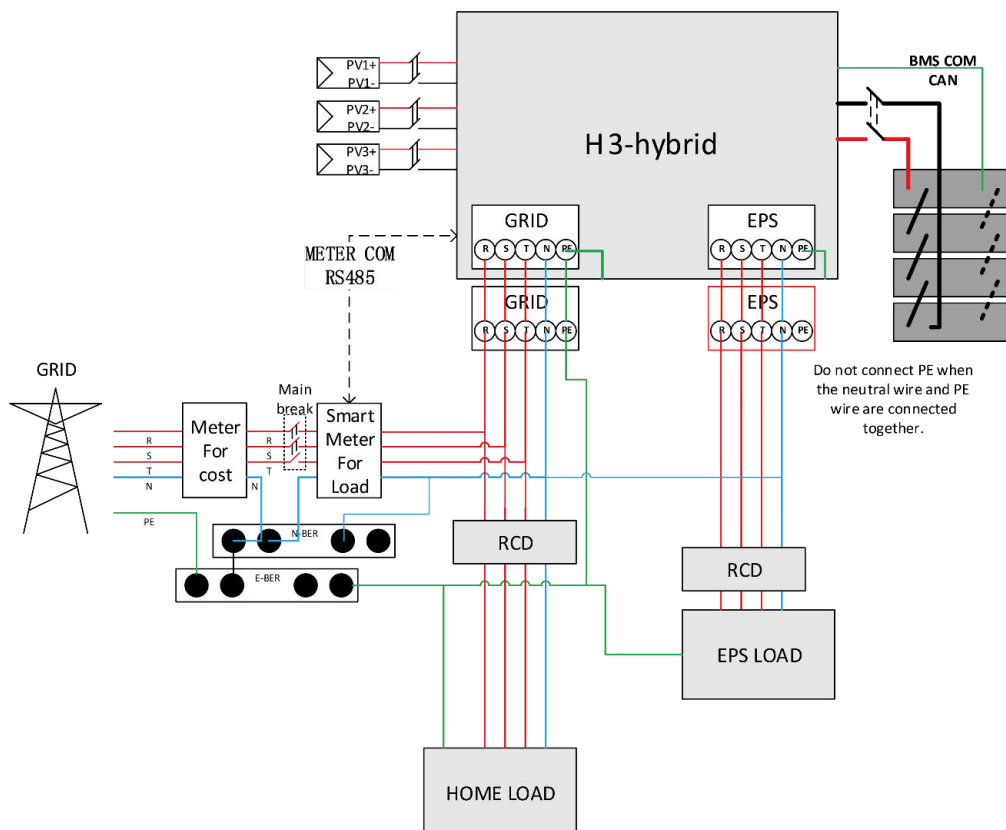 PV1+
PV1-
PV2+
PV2-
PV3+
PV3-
H3-hybrid
BMS COM
CAN
GRID
R S T N PE
EPS
R S T N PE
METER COM
RS485
GRID
R S T N PE
EPS
R S T N PE
Do not connect PE when
the neutral wire and PE
wire are connected
together.
GRID
Main
break
Meter
For
cost
Smart
Meter
For
Load
R
S
T
N
R
S
T
N
PE
N-BER
E-BER
RCD
RCD
EPS LOAD
HOME LOAD